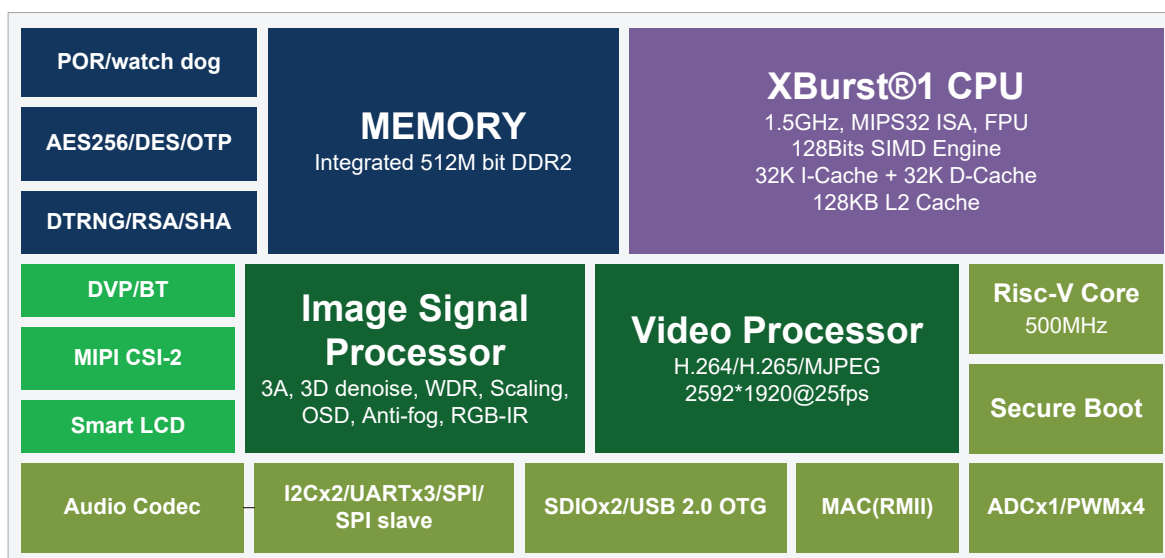 POR/watch dog
AES256/DES/OTP
DTRNG/RSA/SHA
MEMORY
Integrated 512M bit DDR2
XBurst®1 CPU
1.5GHz, MIPS32 ISA, FPU
128Bits SIMD Engine
32K I-Cache + 32K D-Cache
128KB L2 Cache
DVP/BT
MIPI CSI-2
Smart LCD
Image Signal
Processor
3A, 3D denoise, WDR, Scaling,
OSD, Anti-fog, RGB-IR
Video Processor
H.264/H.265/MJPEG
2592*1920@25fps
Risc-V Core
500MHz
Secure Boot
Audio Codec
I2Cx2/UARTx3/SPI/
SPI slave
SDIOx2/USB 2.0 OTG
MAC(RMII)
ADCx1/PWMx4